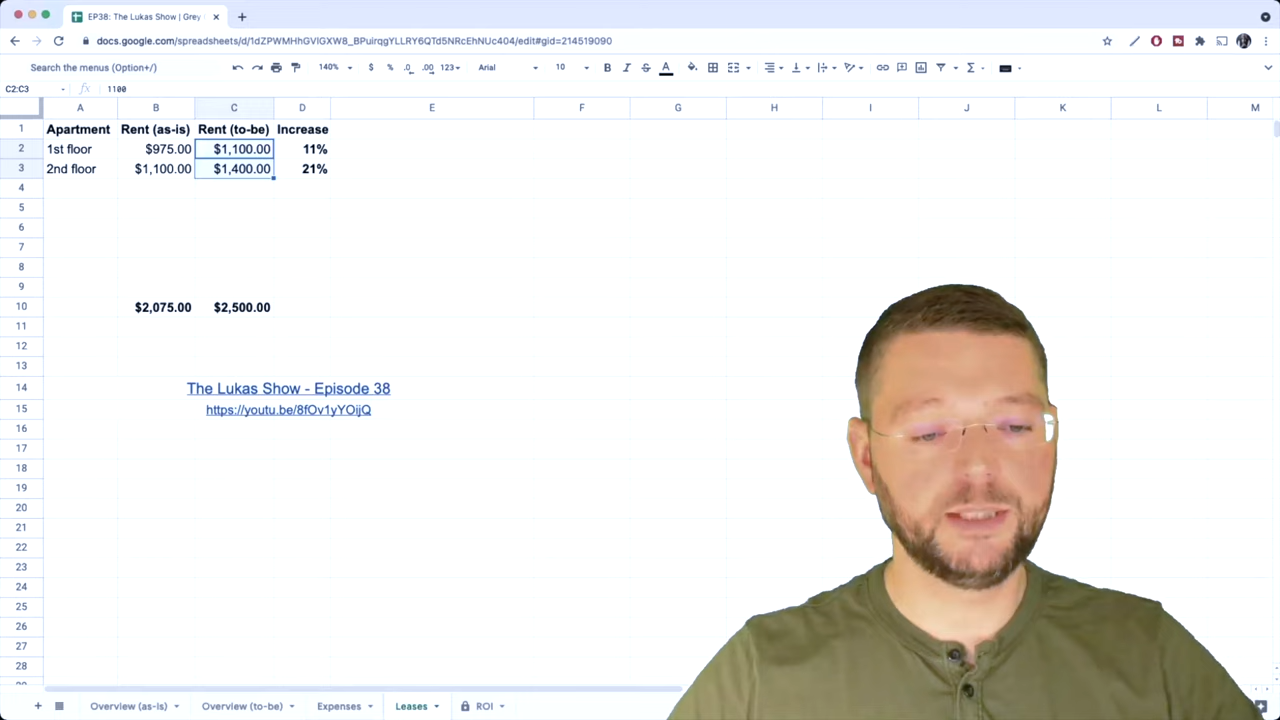 EP38: The Lukas Show | Grey
docs.google.com/spreadsheets/d/1dZPWMHhGVlGXW8_BPuirqgYLLRY6QTd5NRcEhNUc404/edit#gid=214519090
Search the menus (Option+/) 140% $ % .0 .00 123 Arial 10 B I S A
C2:C3 fx 1100
A B C D E F G H I J K L M
1 Apartment Rent (as-is) Rent (to-be) Increase
2 1st floor $975.00 $1,100.00 11%
3 2nd floor $1,100.00 $1,400.00 21%
4
5
6
7
8
9
10 $2,075.00 $2,500.00
11
12
13
14 The Lukas Show - Episode 38
15 https://youtu.be/8fOv1yYOijQ
16
17
18
19
20
21
22
23
24
25
26
27
28
Overview (as-is) Overview (to-be) Expenses Leases ROI